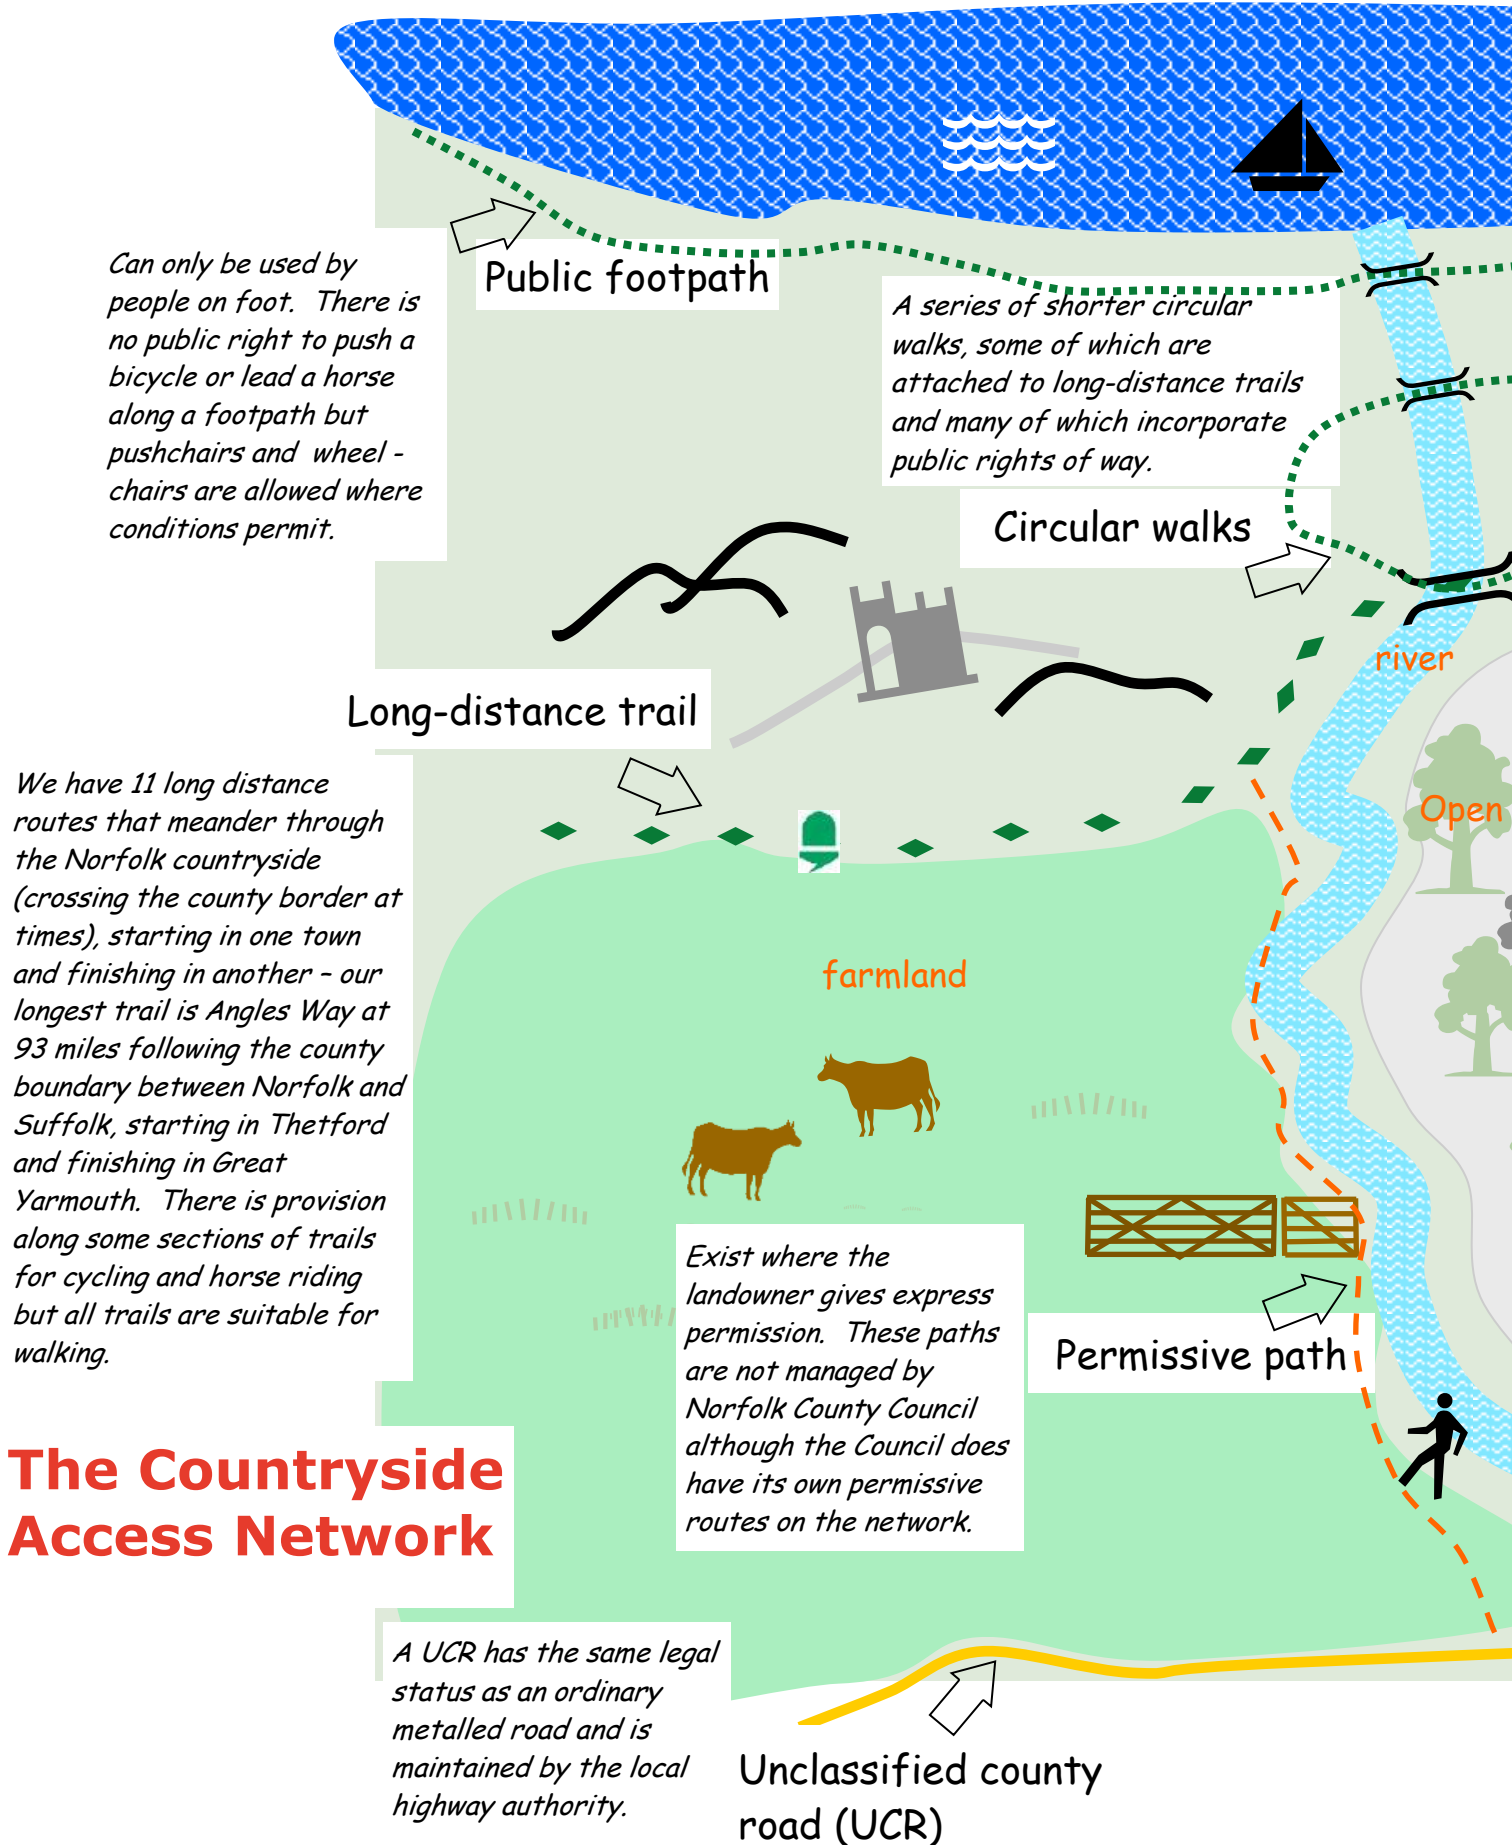 Public footpath
Can only be used by
people on foot.  There is
no public right to push a
bicycle or lead a horse
along a footpath but
pushchairs and  wheel -
chairs are allowed where
conditions permit.
A series of shorter circular
walks, some of which are
attached to long-distance trails
and many of which incorporate
public rights of way.
Circular walks
river
Long-distance trail
We have 11 long distance
routes that meander through
the Norfolk countryside
(crossing the county border at
times), starting in one town
and finishing in another – our
longest trail is Angles Way at
93 miles following the county
boundary between Norfolk and
Suffolk, starting in Thetford
and finishing in Great
Yarmouth.  There is provision
along some sections of trails
for cycling and horse riding
but all trails are suitable for
walking.
Open
farmland
Exist where the
landowner gives express
permission.  These paths
are not managed by
Norfolk County Council
although the Council does
have its own permissive
routes on the network.
Permissive path
The Countryside
Access Network
A UCR has the same legal
status as an ordinary
metalled road and is
maintained by the local
highway authority.
Unclassified county
road (UCR)